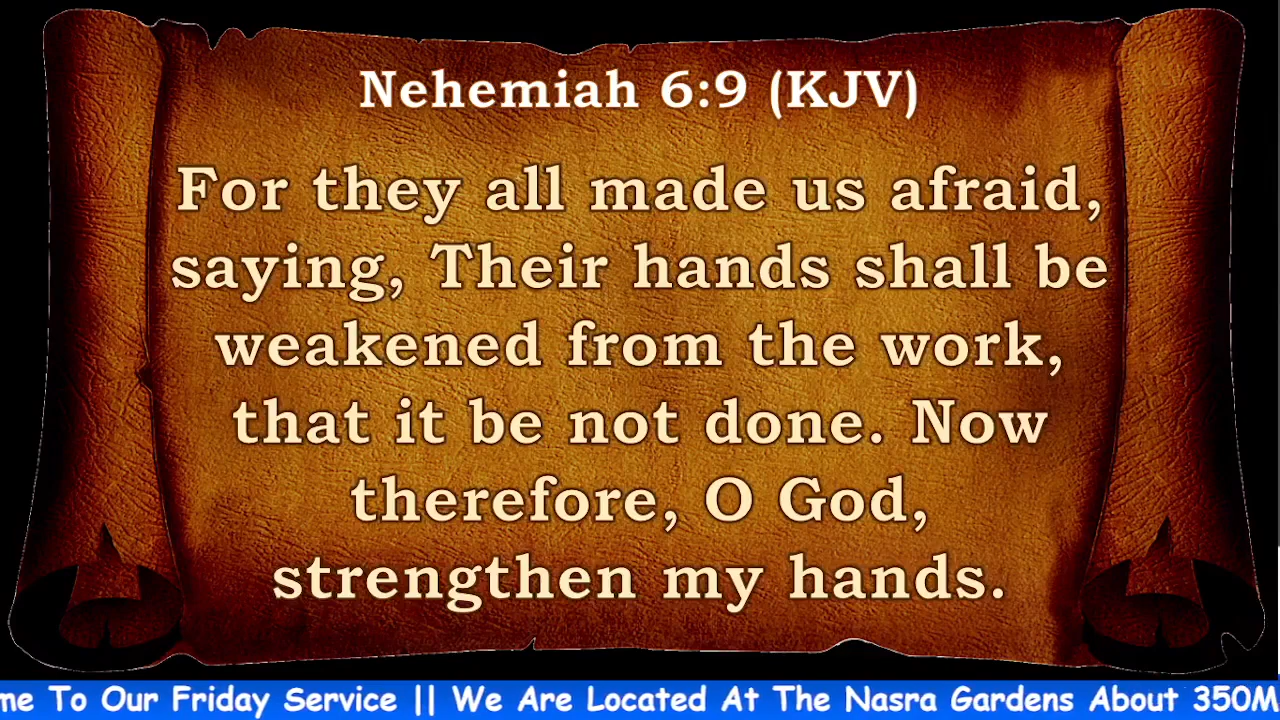 Nehemiah 6:9 (KJV)
For they all made us afraid,
saying, Their hands shall be
weakened from the work,
that it be not done. Now
therefore, O God,
strengthen my hands.
me To Our Friday Service || We Are Located At The Nasra Gardens About 350M